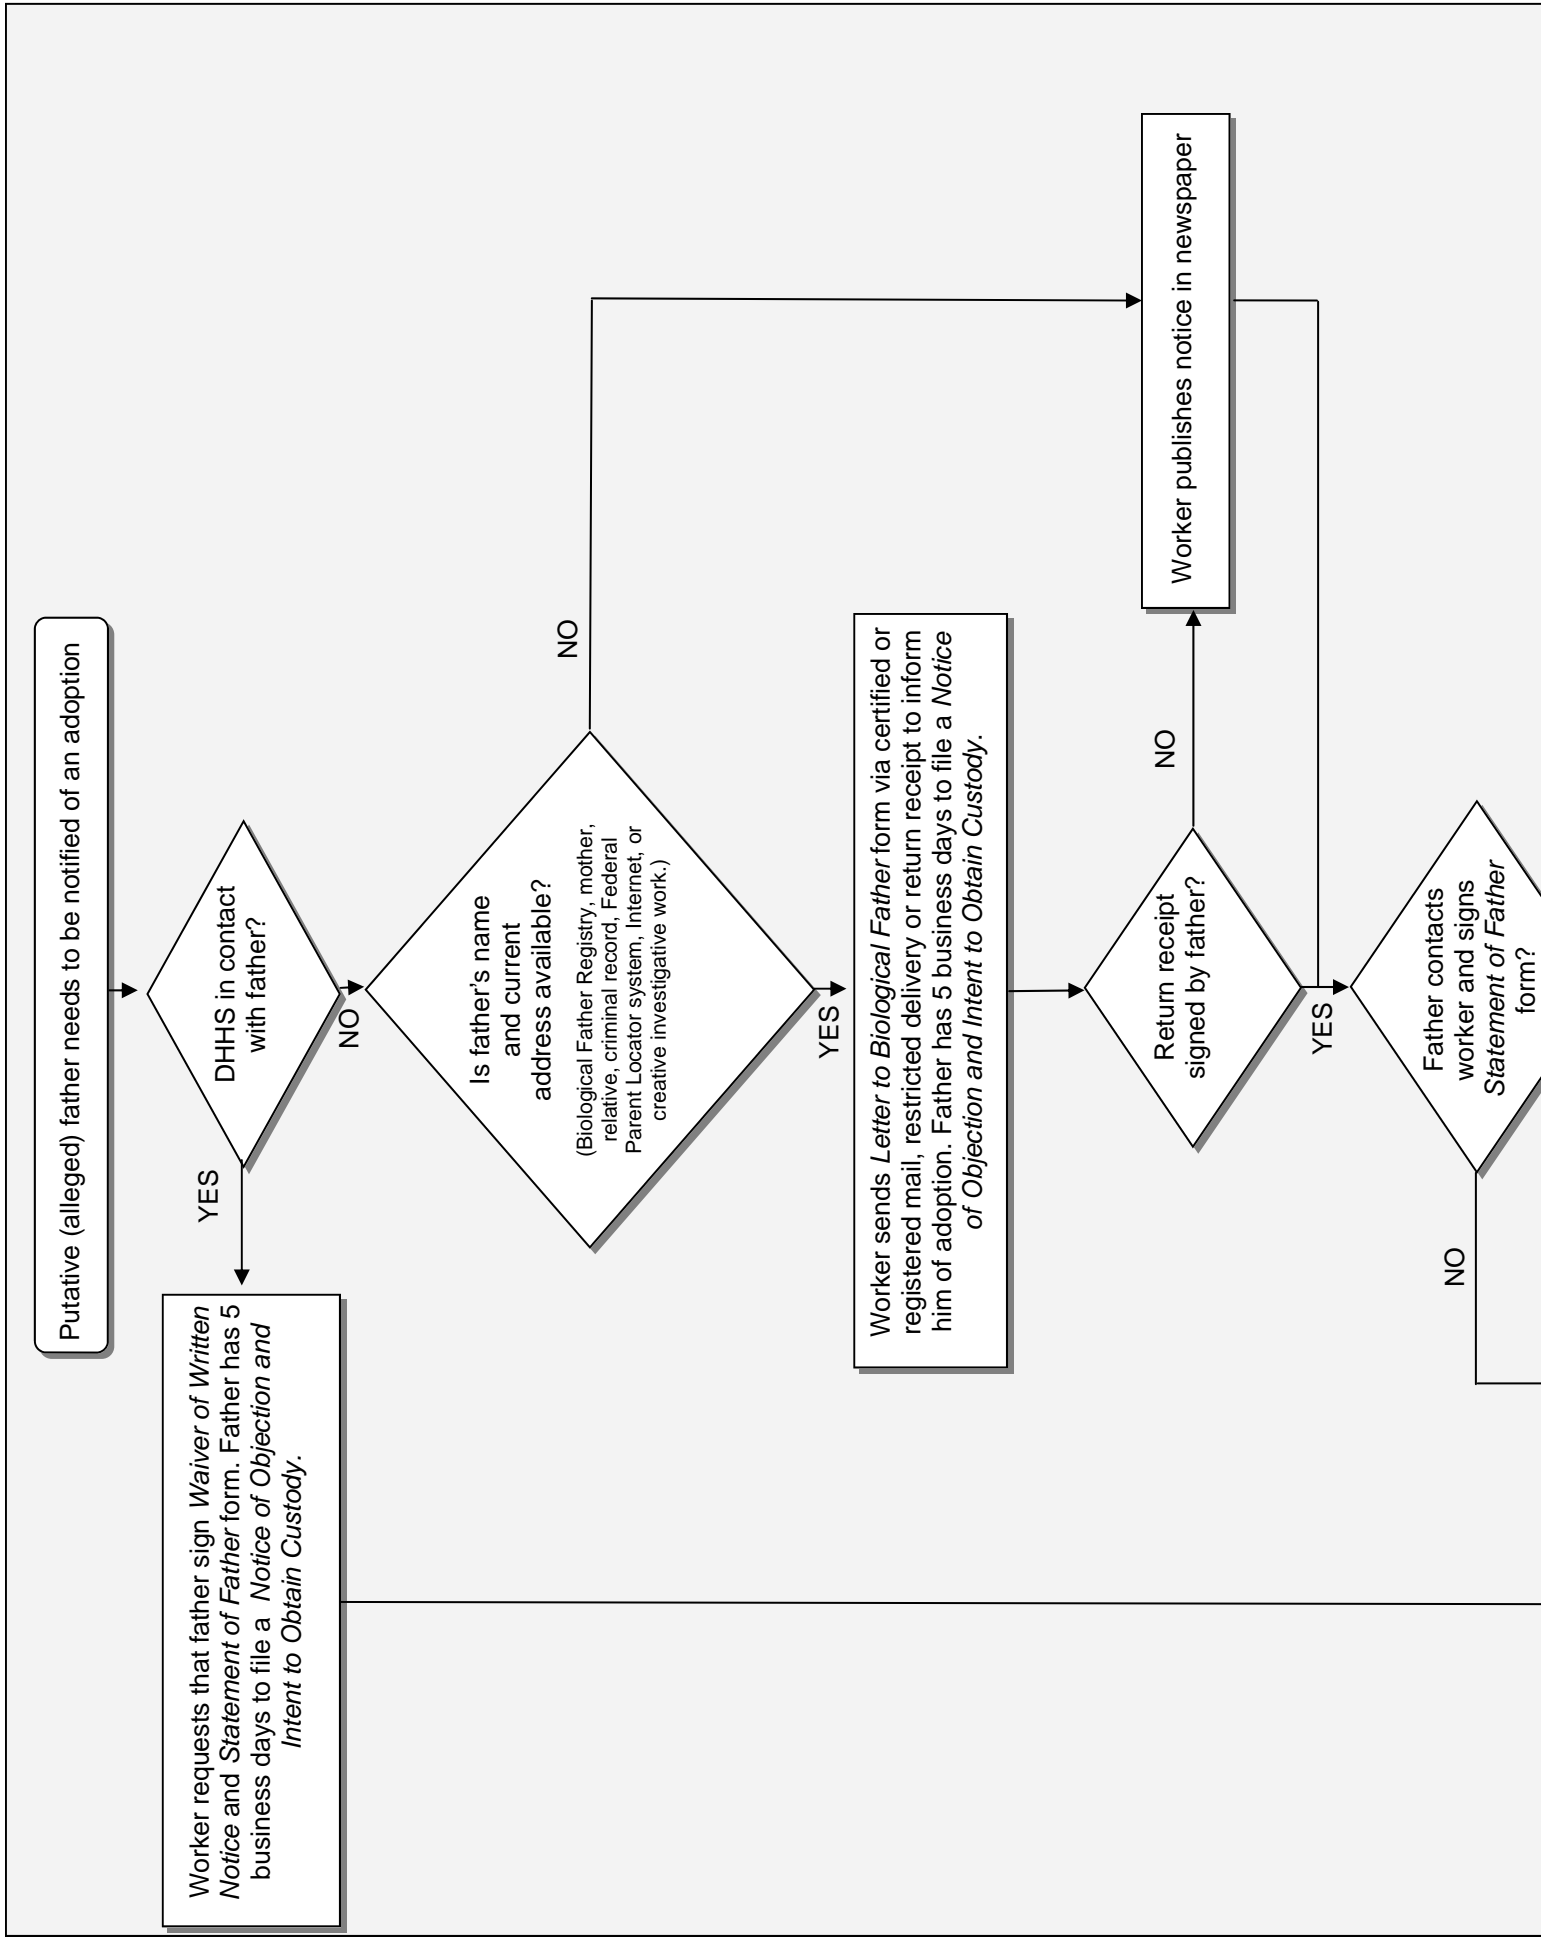 Putative (alleged) father needs to be notified of an adoption
DHHS in contact
with father?
YES
NO
Worker requests that father sign Waiver of Written
Notice and Statement of Father form. Father has 5
business days to file a Notice of Objection and
Intent to Obtain Custody.
Is father's name
and current
address available?
(Biological Father Registry, mother,
relative, criminal record, Federal
Parent Locator system, Internet, or
creative investigative work.)
NO
YES
Worker sends Letter to Biological Father form via certified or
registered mail, restricted delivery or return receipt to inform
him of adoption. Father has 5 business days to file a Notice
of Objection and Intent to Obtain Custody.
Return receipt
signed by father?
NO
YES
Worker publishes notice in newspaper
Father contacts
worker and signs
Statement of Father
form?
NO